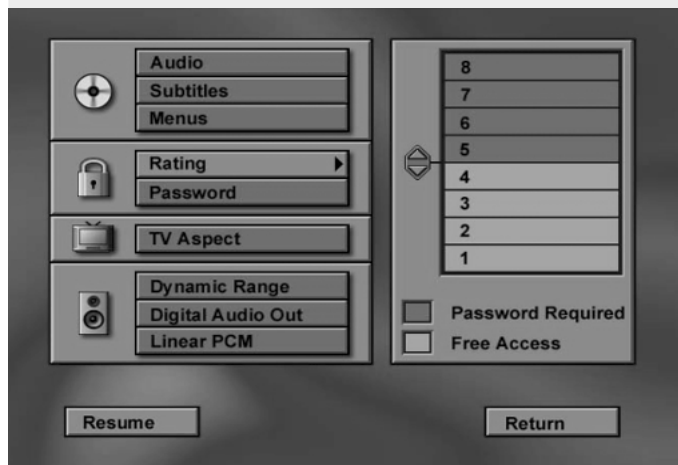 Audio
Subtitles
Menus
Rating
Password
TV Aspect
Dynamic Range
Digital Audio Out
Linear PCM
8
7
6
5
4
3
2
1
Password Required
Free Access
Resume
Return